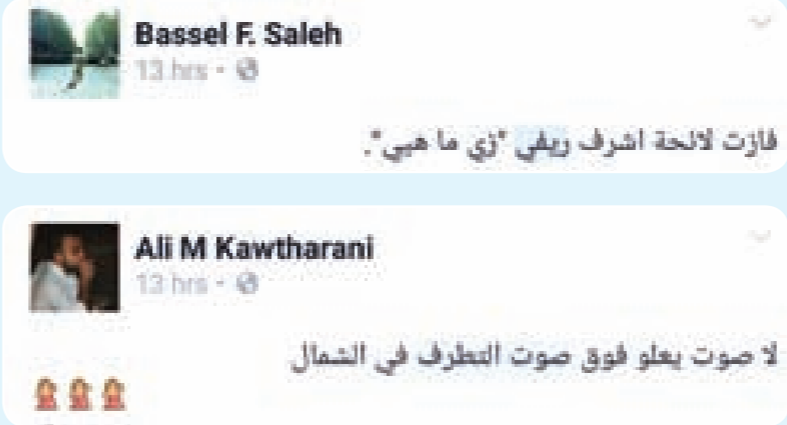 Bassel F. Saleh
13 hrs
فازت لائحة اشرف ريفي "زي ما هيي".
Ali M Kawtharani
13 hrs
لا صوت يعلو فوق صوت التطرف في الشمال